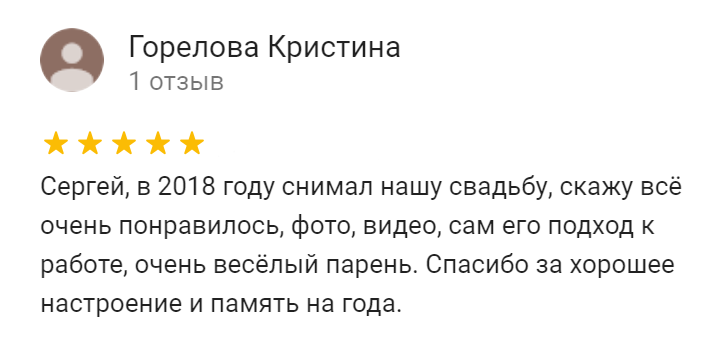 Горелова Кристина
1 отзыв
Сергей, в 2018 году снимал нашу свадьбу, скажу всё
очень понравилось, фото, видео, сам его подход к
работе, очень весёлый парень. Спасибо за хорошее
настроение и память на года.